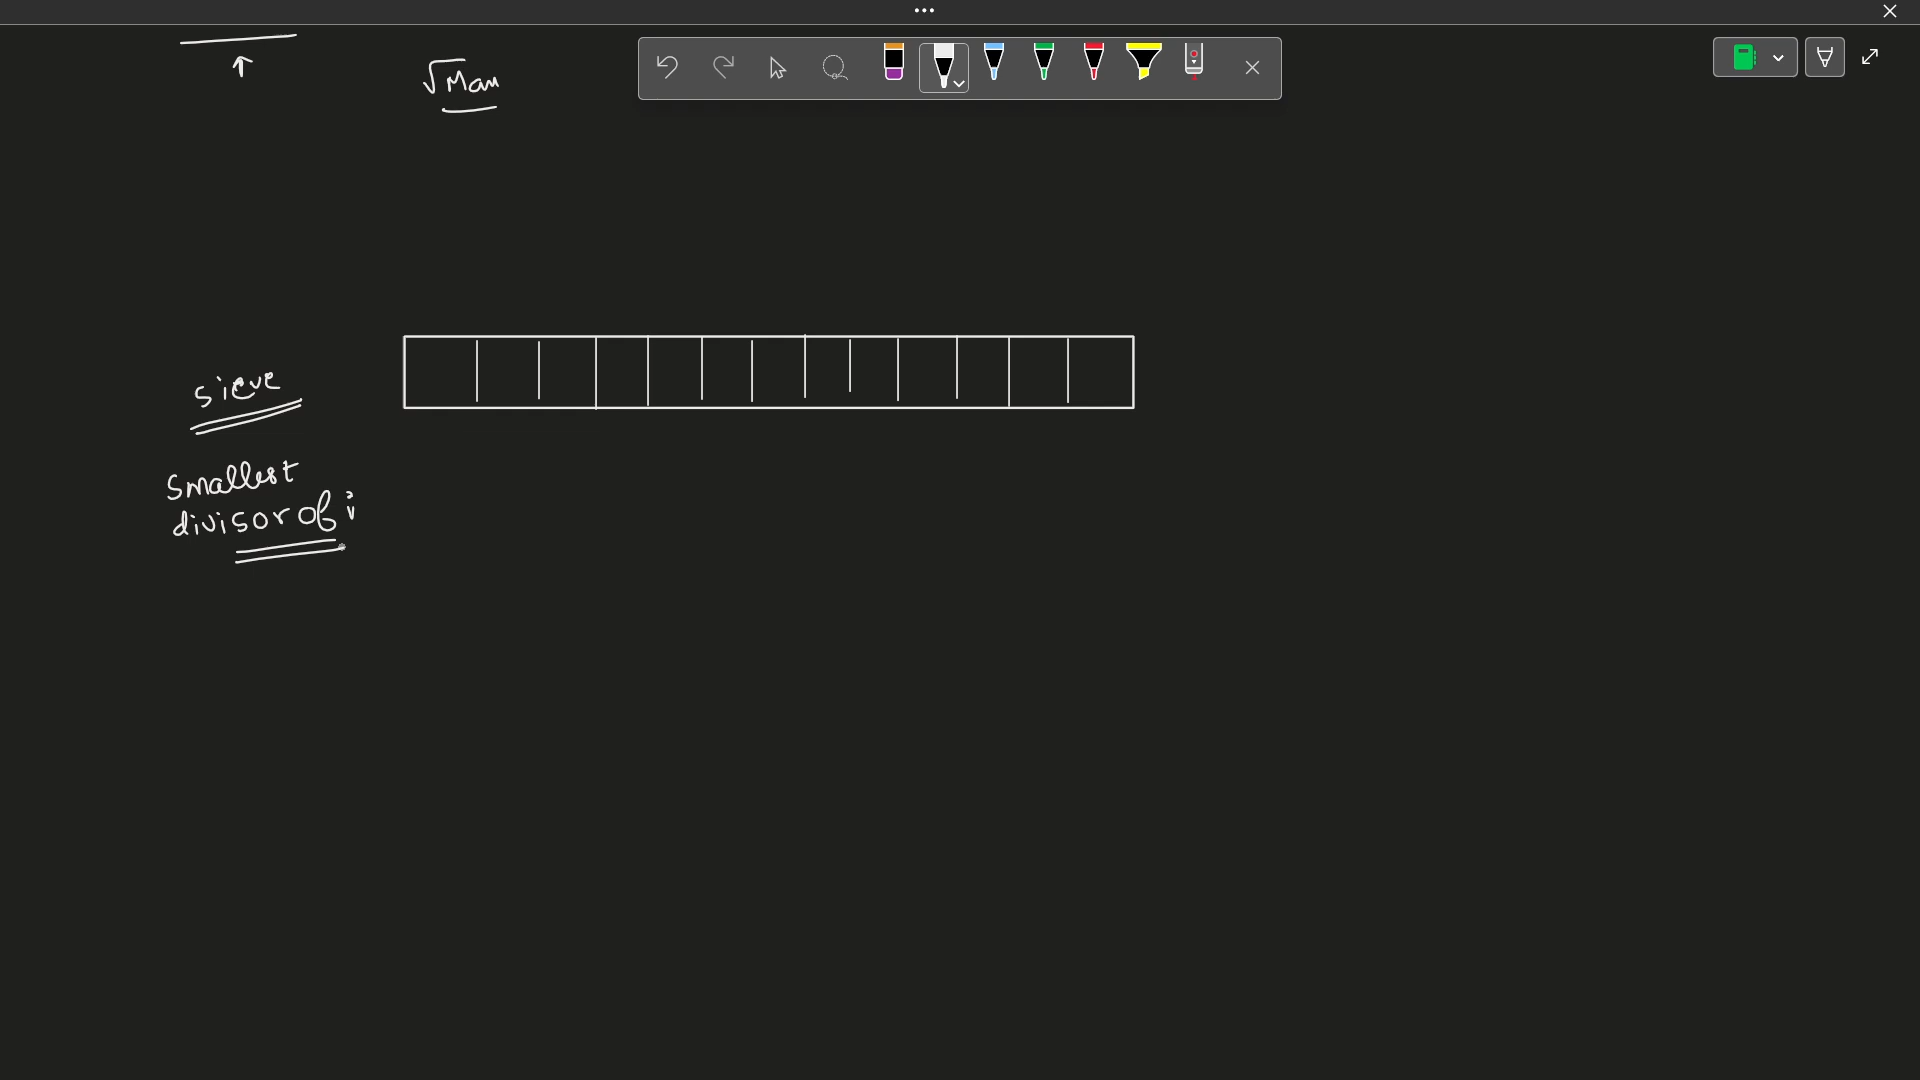 √Max
sieve
Smallest
divisor of i